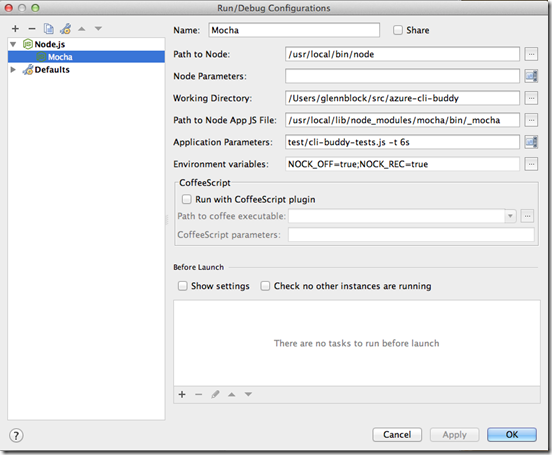 Run/Debug Configurations
Node.js
Mocha
Defaults
Name: Mocha Share
Path to Node: /usr/local/bin/node
Node Parameters:
Working Directory: /Users/glennblock/src/azure-cli-buddy
Path to Node App JS File: /usr/local/lib/node_modules/mocha/bin/_mocha
Application Parameters: test/cli-buddy-tests.js -t 6s
Environment variables: NOCK_OFF=true;NOCK_REC=true
CoffeeScript
Run with CoffeeScript plugin
Path to coffee executable:
CoffeeScript parameters:
Before Launch
Show settings Check no other instances are running
There are no tasks to run before launch
? Cancel Apply OK